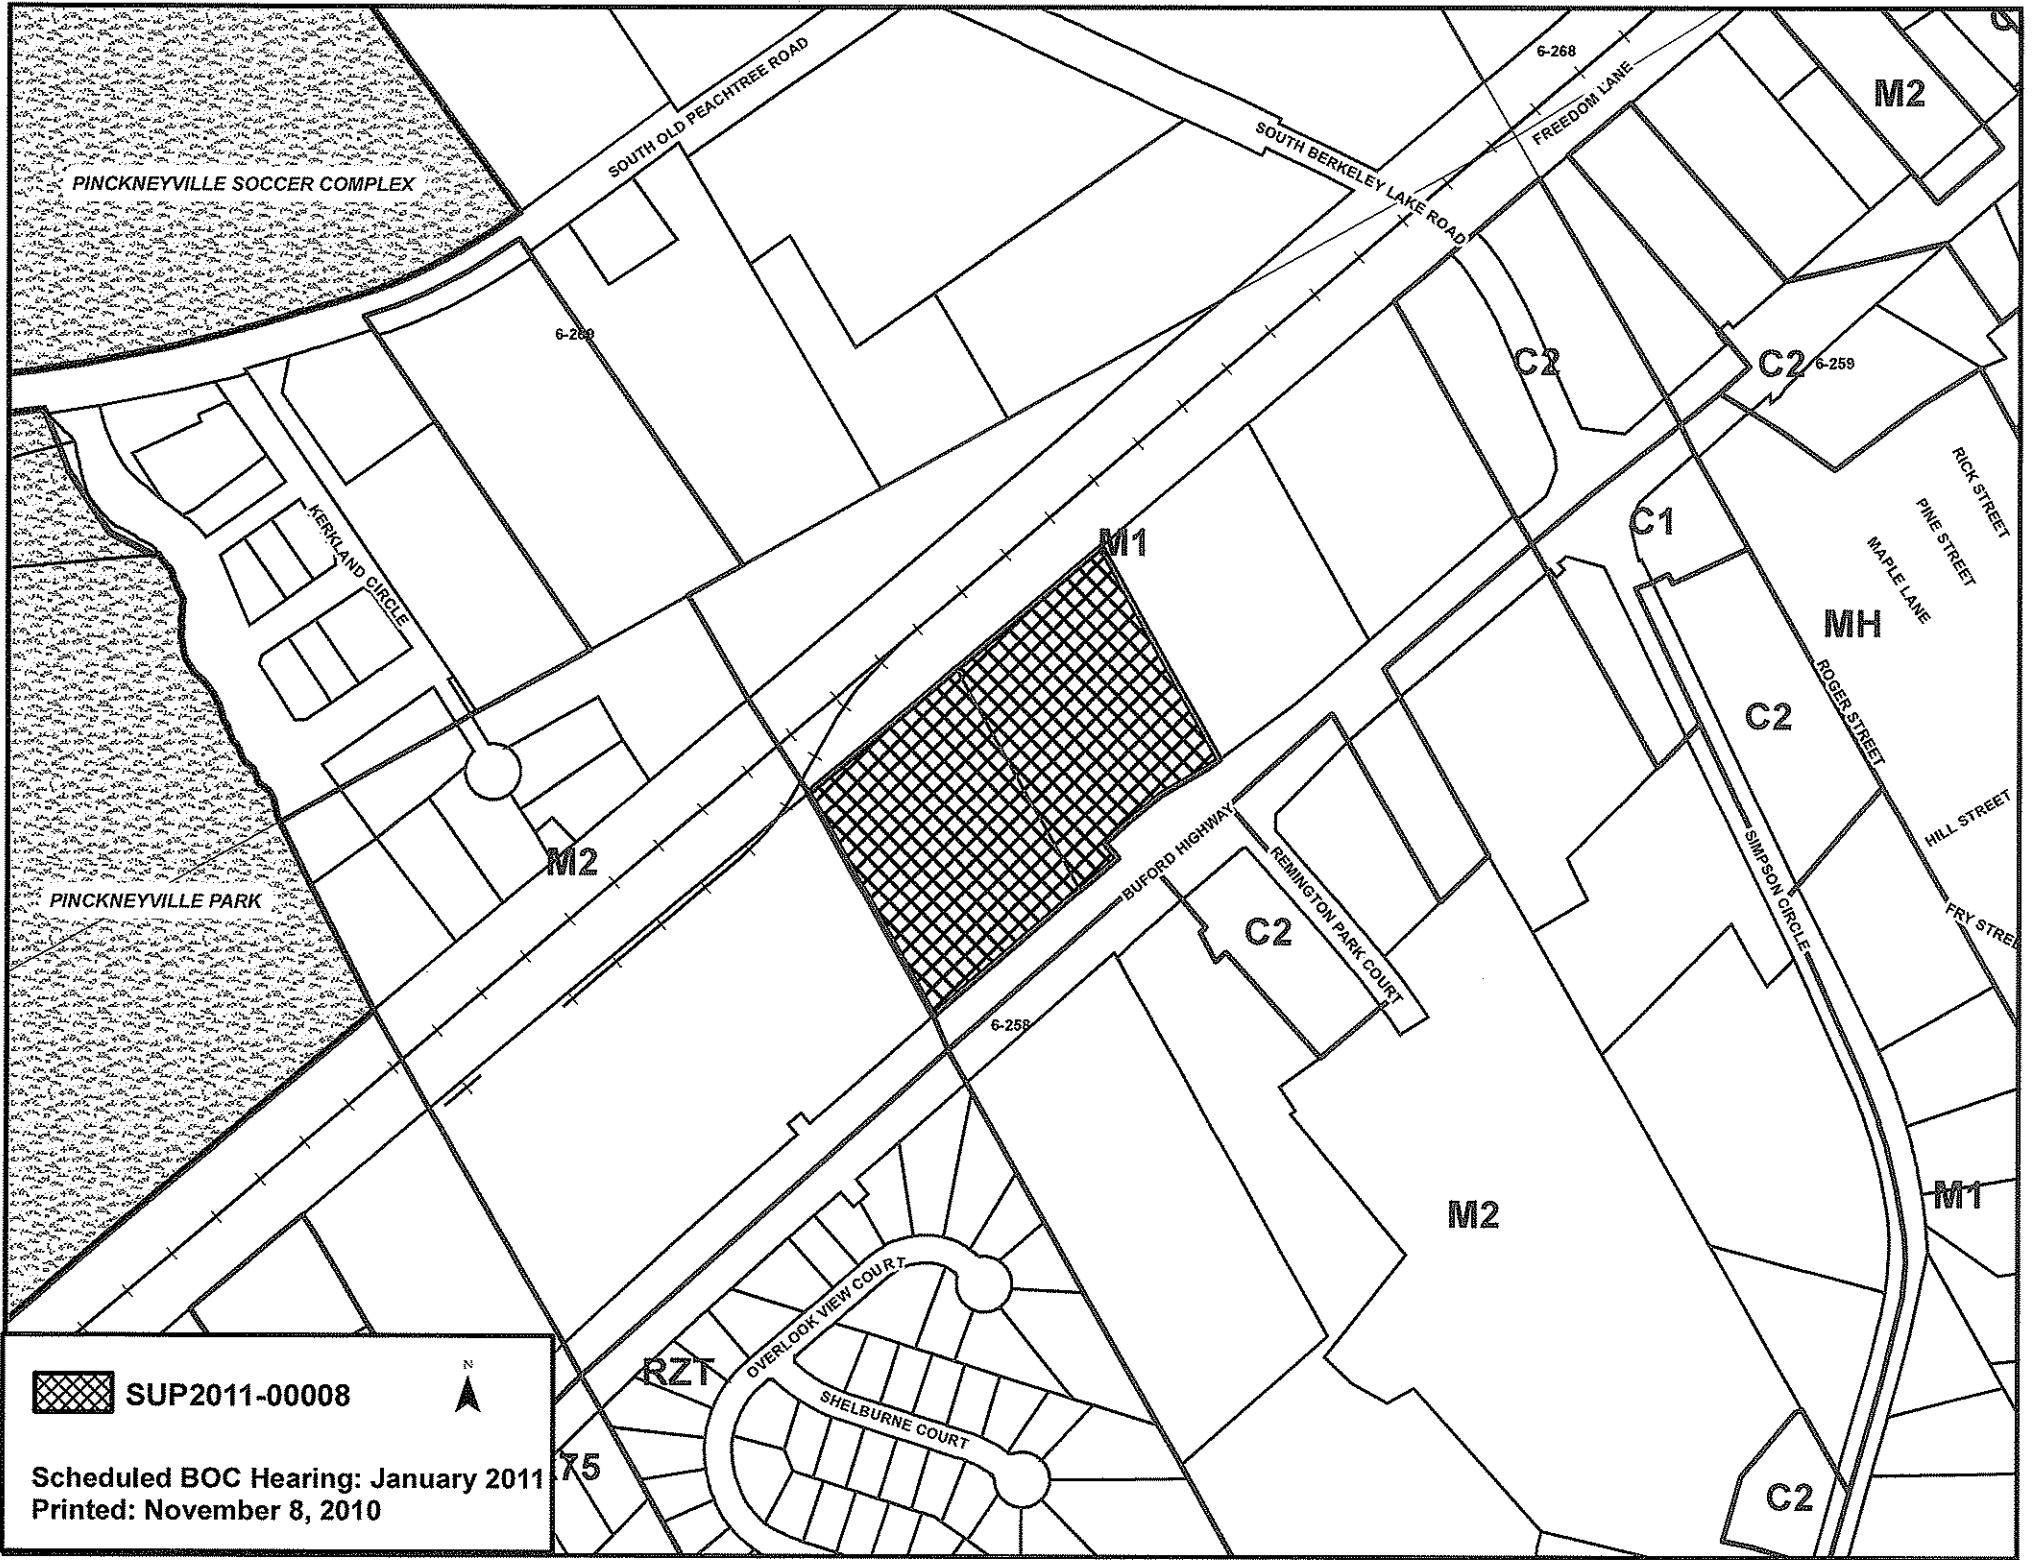 6-268
M2
FREEDOM LANE
SOUTH OLD PEACHTREE ROAD
SOUTH BERKELEY LAKE ROAD
PINCKNEYVILLE SOCCER COMPLEX
6-269
C2
C2
6-259
RICK STREET
PINE STREET
MAPLE LANE
C1
M1
KERKLAND CIRCLE
MH
ROGER STREET
C2
HILL STREET
BUFORD HIGHWAY
SIMPSON CIRCLE
REMINGTON PARK COURT
M2
PINCKNEYVILLE PARK
C2
FRY STREE
6-258
M1
M2
OVERLOOK VIEW COURT
RZT
SHELBURNE COURT
75
C2
N
SUP2011-00008
Scheduled BOC Hearing: January 2011
Printed: November 8, 2010